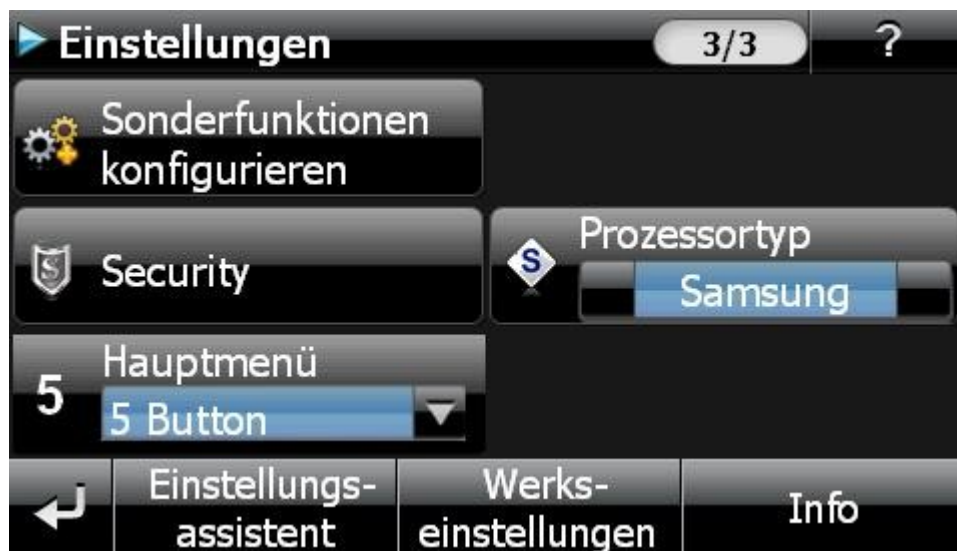 Einstellungen
3/3
?
Sonderfunktionen
konfigurieren
S
Security
S
Prozessortyp
Samsung
5
Hauptmenü
5 Button
Einstellungs-
assistent
Werks-
einstellungen
Info